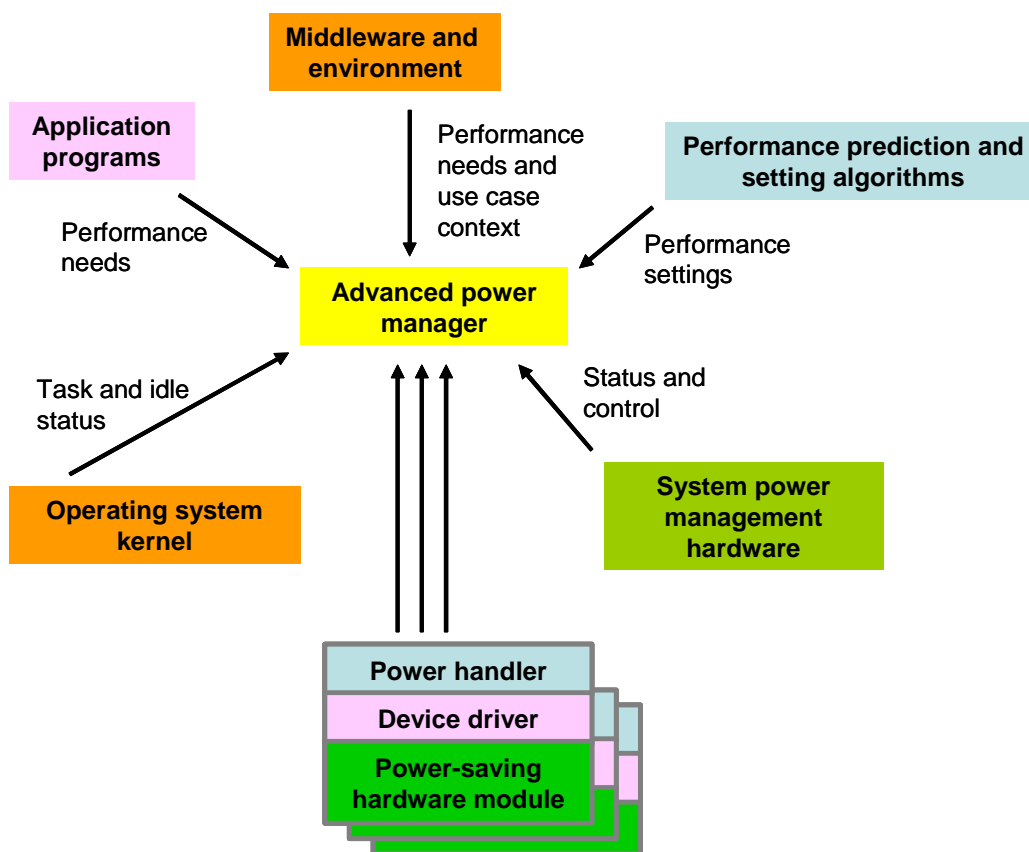 Middleware and
environment
Application
programs
Performance
needs and
use case
context
Performance prediction and
setting algorithms
Performance
needs
Performance
settings
Advanced power
manager
Task and idle
status
Status and
control
Operating system
kernel
System power
management
hardware
Power handler
Device driver
Power-saving
hardware module